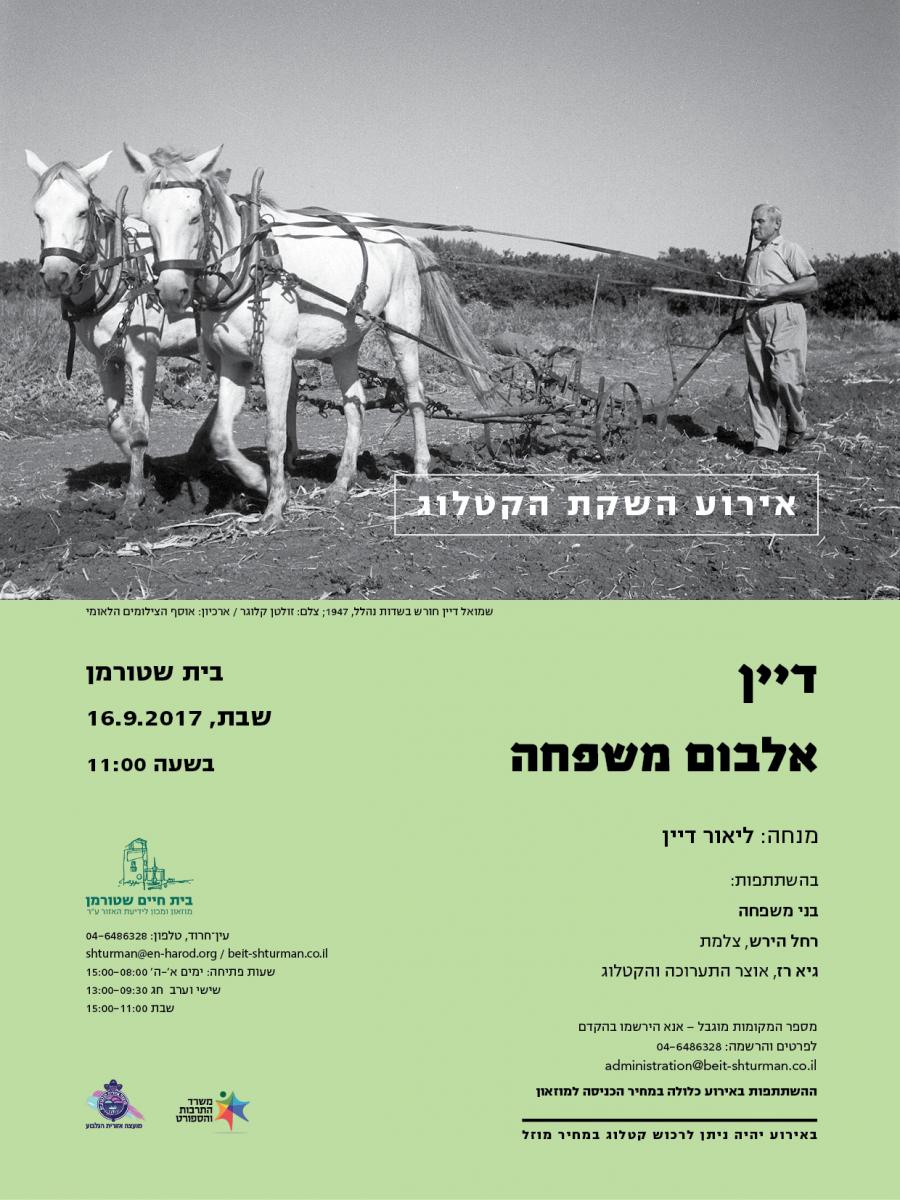 אירוע השקת הקטלוג
שמואל דיין חורש בשדות נהלל, 1947; צלם: זולטן קלוגר / ארכיון: אוסף הצילומים הלאומי
דיין
אלבום משפחה
מנחה: ליאור דיין
בהשתתפות:
בני משפחה
רחל הירש, צלמת
גיא רז, אוצר התערוכה והקטלוג
מספר המקומות מוגבל – אנא הירשמו בהקדם
לפרטים והרשמה: 04-6486328
administration@beit-shturman.co.il
ההשתתפות באירוע כלולה במחיר הכניסה למוזאון
באירוע יהיה ניתן לרכוש קטלוג במחיר מוזל
בית שטורמן
שבת, 16.9.2017
בשעה 11:00
בית חיים שטורמן
מוזאון ומכון לידיעת האזור ע"ר
עין־חרוד, טלפון: 04-6486328
shturman@en-harod.org / beit-shturman.co.il
שעות פתיחה: ימים א'-ה' 15:00-08:00
שישי וערב חג 13:00-09:30
שבת 15:00-11:00
משרד
התרבות
והספורט
מועצה אזורית הגלבוע